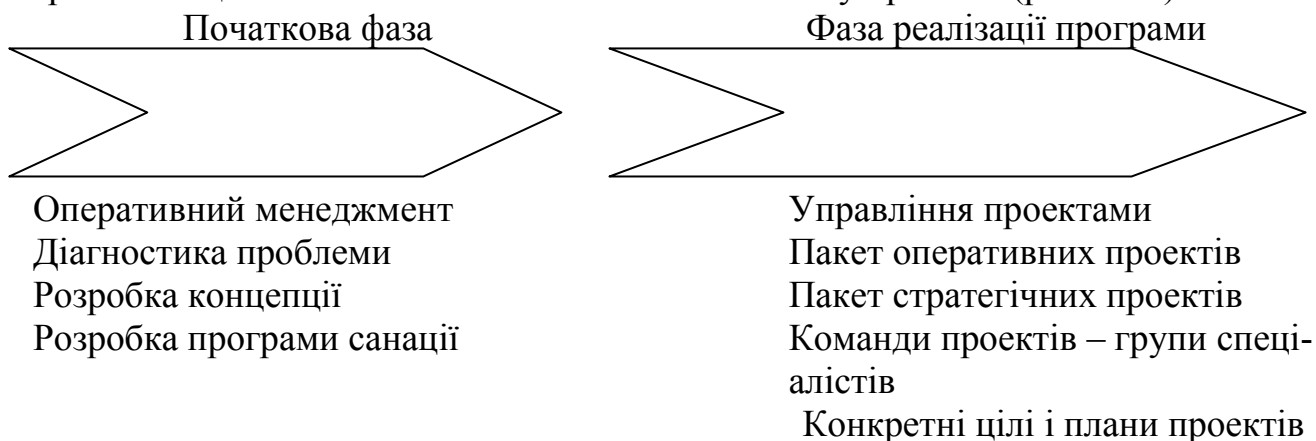 Початкова фаза
Фаза реалізації програми
Оперативний менеджмент
Діагностика проблеми
Розробка концепції
Розробка програми санації
Управління проектами
Пакет оперативних проектів
Пакет стратегічних проектів
Команди проектів – групи спеці-
алістів
Конкретні цілі і плани проектів